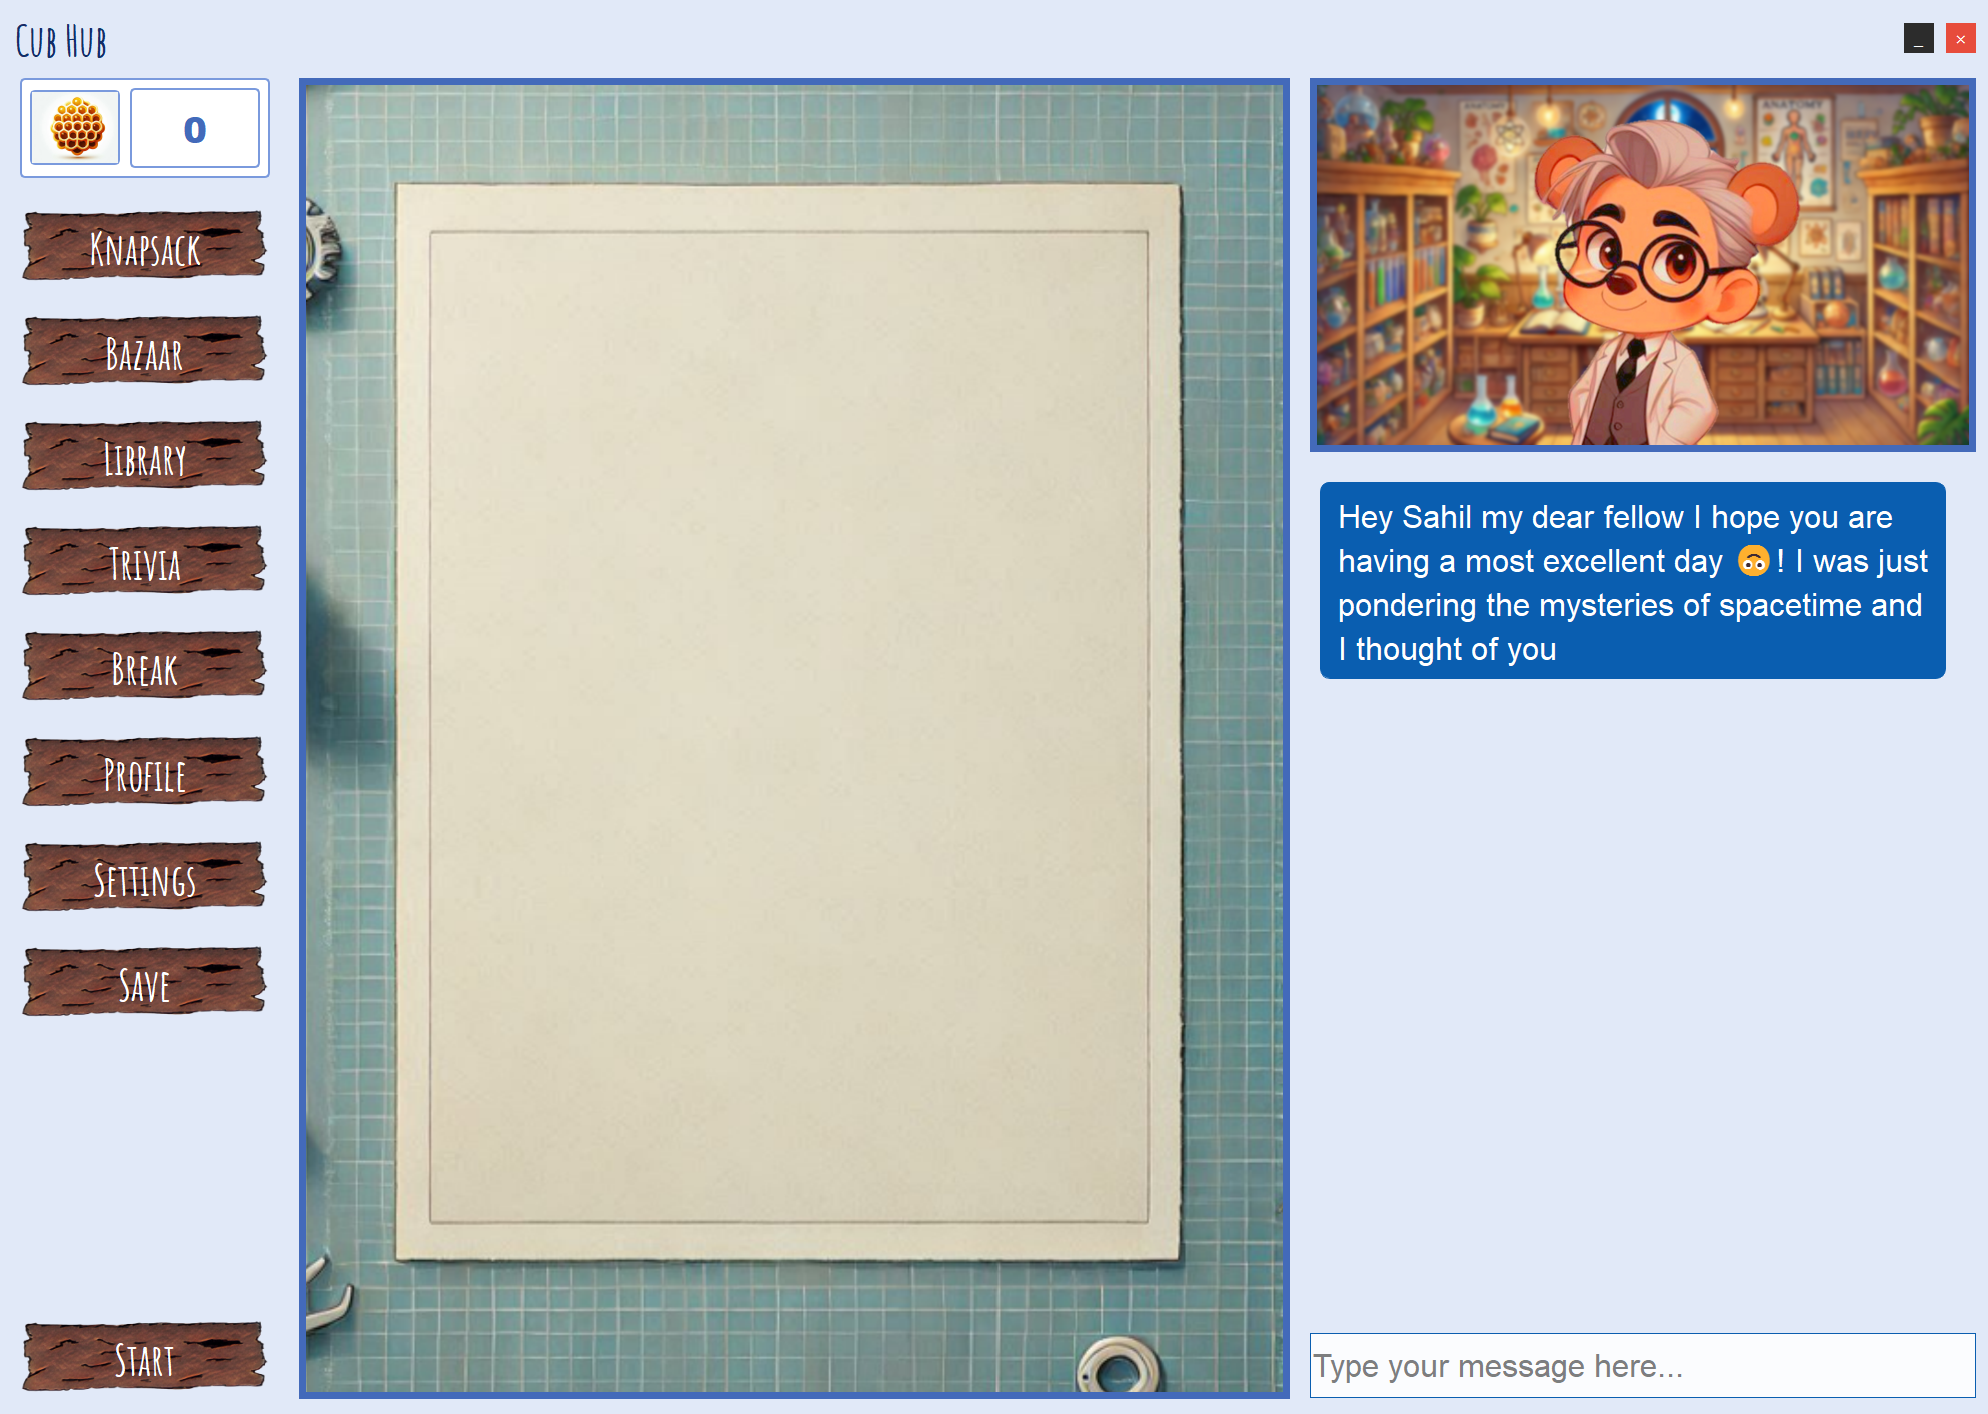 Cub Hub
_ ×
0
Knapsack
Bazaar
Library
Trivia
Break
Profile
Settings
Save
Start
ANATOMY
Hey Sahil my dear fellow I hope you are
having a most excellent day 🙃! I was just
pondering the mysteries of spacetime and
I thought of you
Type your message here...